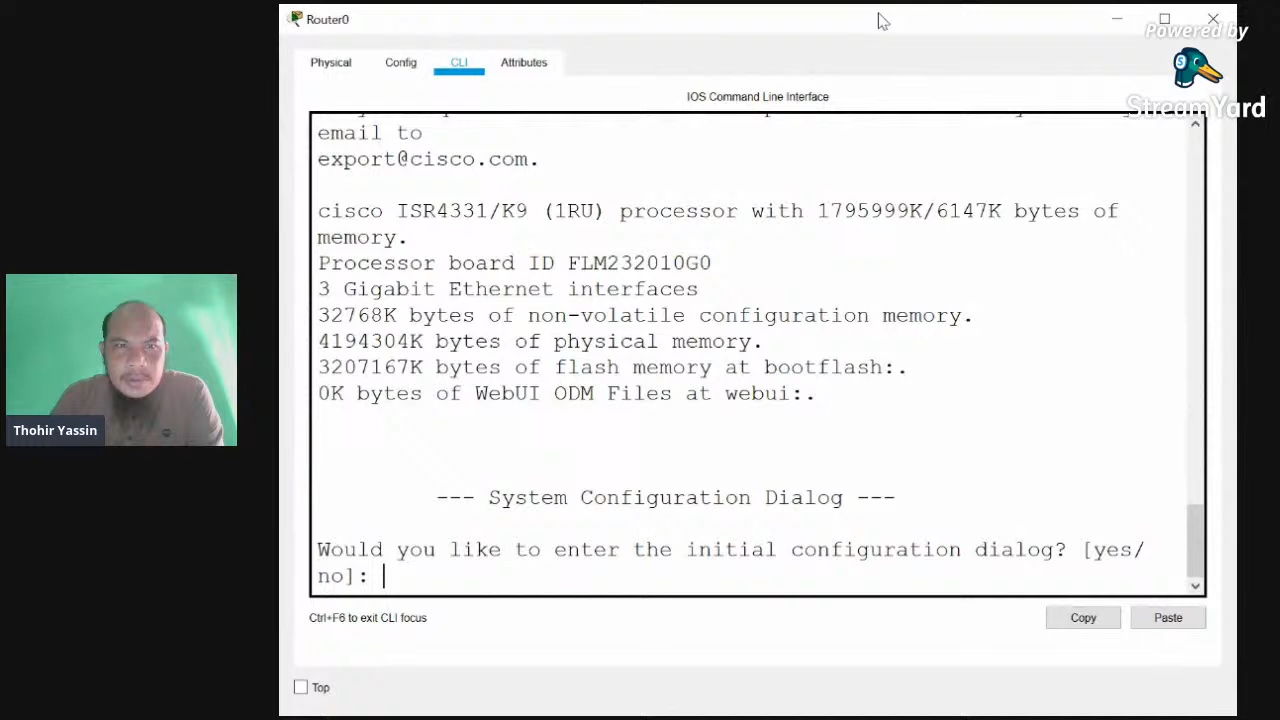 Router0
Powered by
StreamYard
Physical
Config
CLI
Attributes
IOS Command Line Interface
email to
export@cisco.com.
cisco ISR4331/K9 (1RU) processor with 1795999K/6147K bytes of
memory.
Processor board ID FLM232010G0
3 Gigabit Ethernet interfaces
32768K bytes of non-volatile configuration memory.
4194304K bytes of physical memory.
3207167K bytes of flash memory at bootflash:.
0K bytes of WebUI ODM Files at webui:.
--- System Configuration Dialog ---
Would you like to enter the initial configuration dialog? [yes/
no]:
Ctrl+F6 to exit CLI focus
Copy
Paste
Top
Thohir Yassin